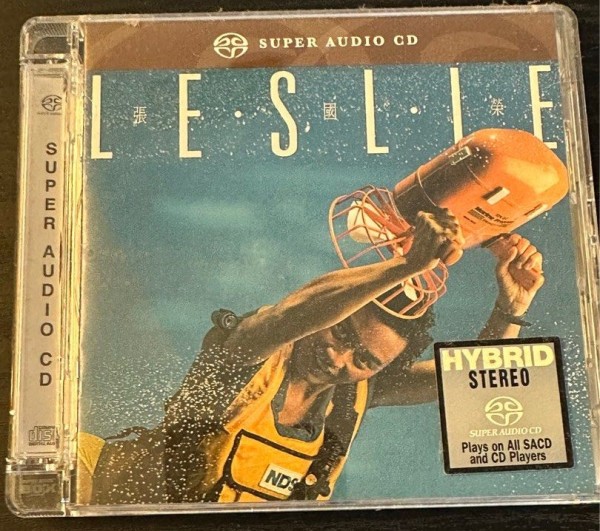 SUPER AUDIO CD
L·E·S·L·I·E
張國榮
SUPER AUDIO CD
NDS
HYBRID
STEREO
SUPER AUDIO CD
Plays on All SACD
and CD Players